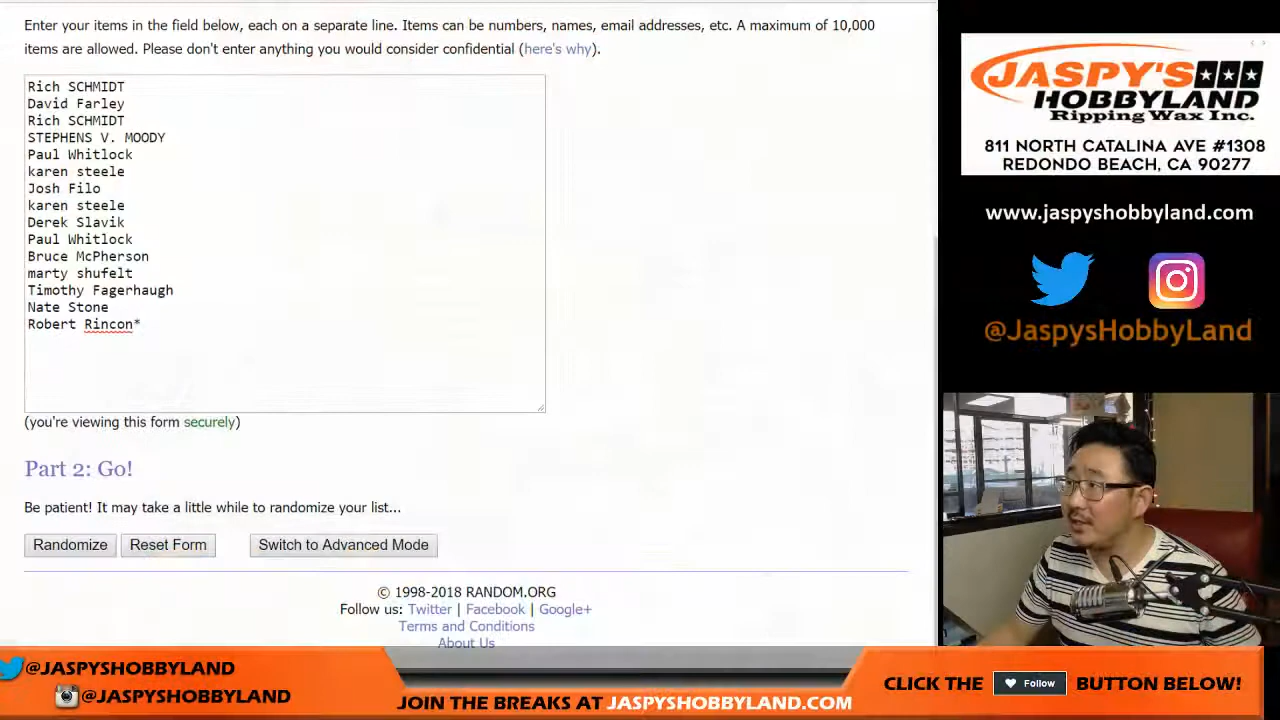 Enter your items in the field below, each on a separate line. Items can be numbers, names, email addresses, etc. A maximum of 10,000
items are allowed. Please don't enter anything you would consider confidential (here's why).
Rich SCHMIDT
David Farley
Rich SCHMIDT
STEPHENS V. MOODY
Paul Whitlock
karen steele
Josh Filo
karen steele
Derek Slavik
Paul Whitlock
Bruce McPherson
marty shufelt
Timothy Fagerhaugh
Nate Stone
Robert Rincon*
(you're viewing this form securely)
Part 2: Go!
Be patient! It may take a little while to randomize your list...
Randomize Reset Form Switch to Advanced Mode
© 1998-2018 RANDOM.ORG
Follow us: Twitter | Facebook | Google+
Terms and Conditions
About Us
JASPY'S
HOBBYLAND
Ripping Wax Inc.
811 NORTH CATALINA AVE #1308
REDONDO BEACH, CA 90277
www.jaspyshobbyland.com
@JaspysHobbyLand
@JASPYSHOBBYLAND
@JASPYSHOBBYLAND
JOIN THE BREAKS AT JASPYSHOBBYLAND.COM
CLICK THE Follow BUTTON BELOW!